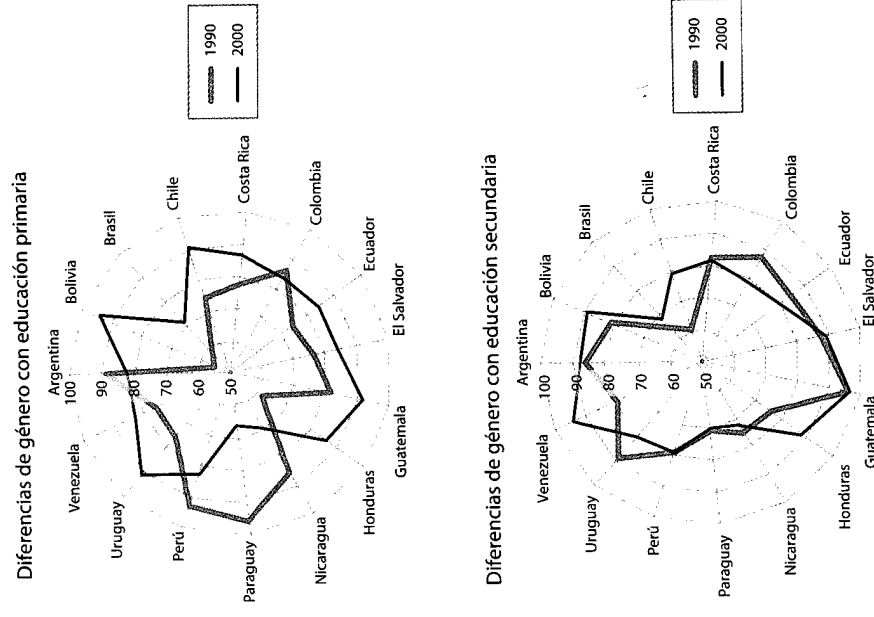 Diferencias de género con educación primaria
Argentina
Bolivia
Brasil
Chile
Costa Rica
Colombia
Ecuador
El Salvador
Guatemala
Honduras
Nicaragua
Paraguay
Perú
Uruguay
Venezuela
100
90
80
70
60
50
1990
2000
Diferencias de género con educación secundaria
Argentina
Bolivia
Brasil
Chile
Costa Rica
Colombia
Ecuador
El Salvador
Guatemala
Honduras
Nicaragua
Paraguay
Perú
Uruguay
Venezuela
100
90
80
70
60
50
1990
2000